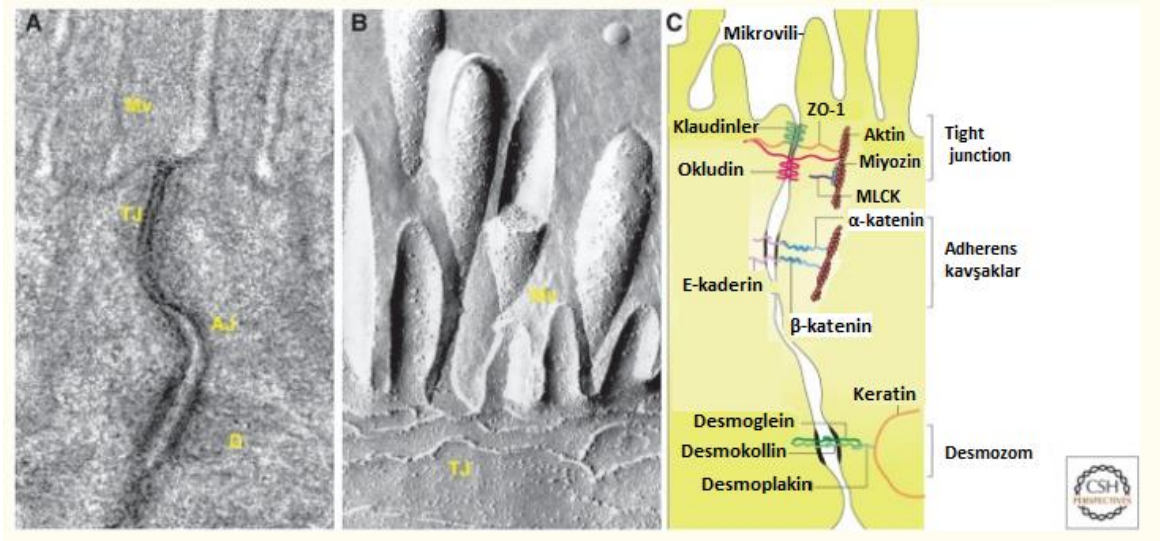 A
Mv
TJ
AJ
D
B
Mv
TJ
C
Mikrovili-
ZO-1
Klaudinler
Aktin
Okludin
Miyozin
MLCK
Tight
junction
α-katenin
E-kaderin
β-katenin
Adherens
kavşaklar
Keratin
Desmoglein
Desmokollin
Desmoplakin
Desmozom
CSH
PERSPECTIVES